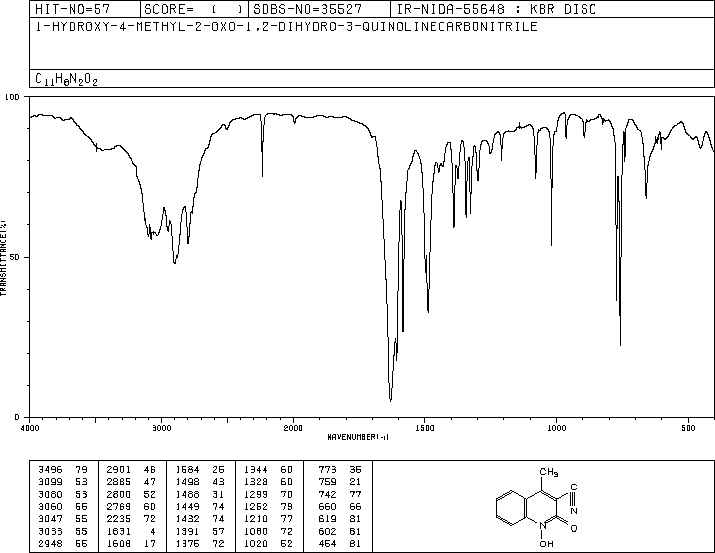 HIT-NO=57 SCORE= ( ) SDBS-NO=35527 IR-NIDA-55648 : KBR DISC
1-HYDROXY-4-METHYL-2-OXO-1,2-DIHYDRO-3-QUINOLINECARBONITRILE
C11H8N2O2
100
50
0
TRANSMITTANCE(%)
4000 3000 2000 1500 1000 500
WAVENUMBER(-1)
3496 79 2901 46 1584 26 1344 60 773 35
3099 53 2885 47 1498 43 1328 60 759 21
3080 53 2800 52 1488 31 1299 70 742 77
3060 55 2769 60 1449 74 1252 79 660 66
3047 55 2235 72 1432 74 1210 77 619 81
3033 55 1631 4 1391 57 1080 72 602 81
2948 55 1608 17 1375 72 1020 52 454 81
CH3
C
N
O
N
OH